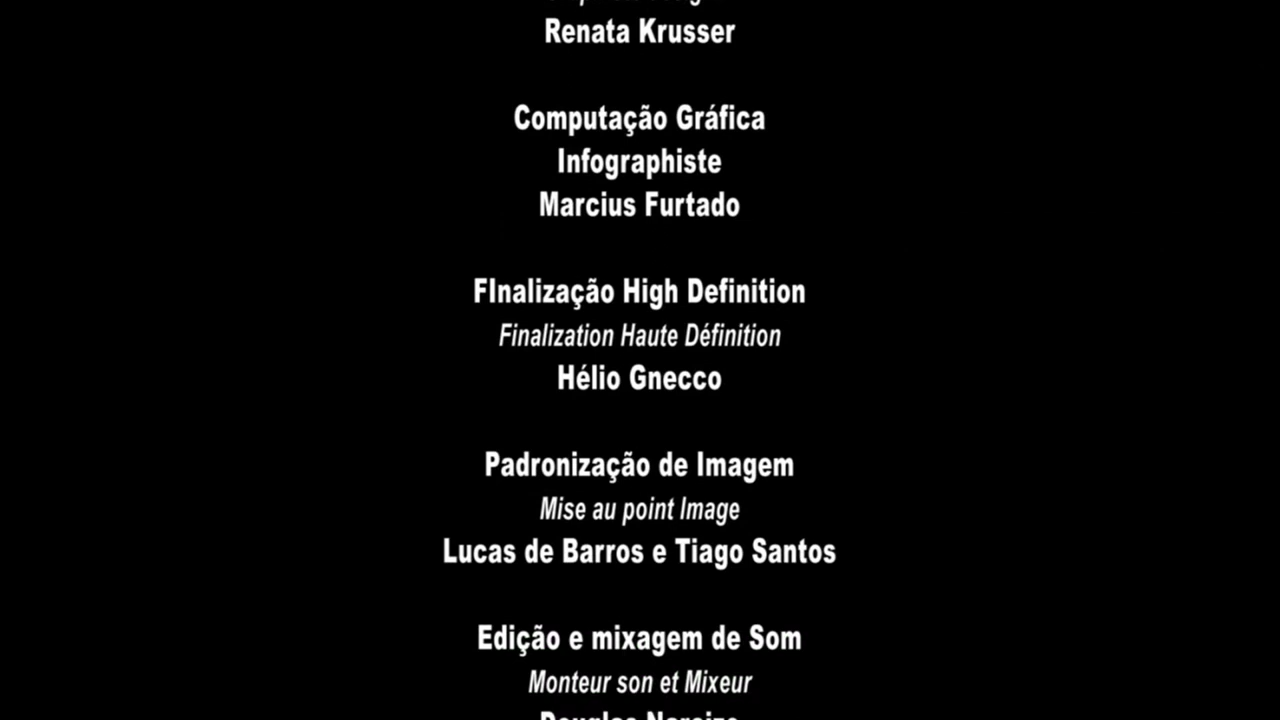 Renata Krusser
Computação Gráfica
Infographiste
Marcius Furtado
FInalização High Definition
Finalization Haute Définition
Hélio Gnecco
Padronização de Imagem
Mise au point Image
Lucas de Barros e Tiago Santos
Edição e mixagem de Som
Monteur son et Mixeur